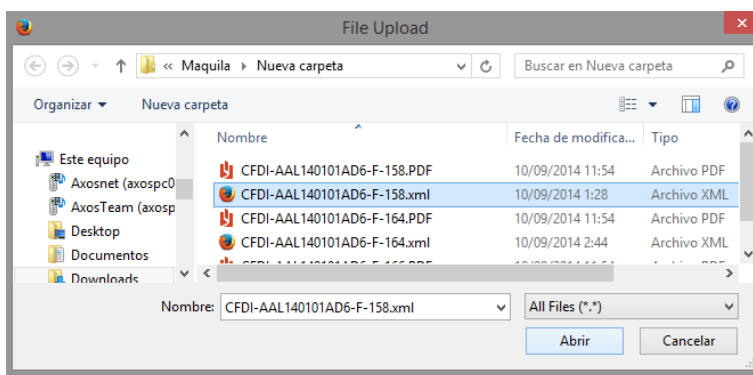 File Upload
« Maquila Nueva carpeta
Buscar en Nueva carpeta
Organizar
Nueva carpeta
Nombre
Fecha de modifica...
Tipo
Este equipo
Axosnet (axospc0
AxosTeam (axosp
Desktop
Documentos
Downloads
CFDI-AAL140101AD6-F-158.PDF 10/09/2014 11:54 Archivo PDF
CFDI-AAL140101AD6-F-158.xml 10/09/2014 1:28 Archivo XML
CFDI-AAL140101AD6-F-164.PDF 10/09/2014 11:54 Archivo PDF
CFDI-AAL140101AD6-F-164.xml 10/09/2014 2:44 Archivo XML
Nombre: CFDI-AAL140101AD6-F-158.xml
All Files (*.*)
Abrir
Cancelar